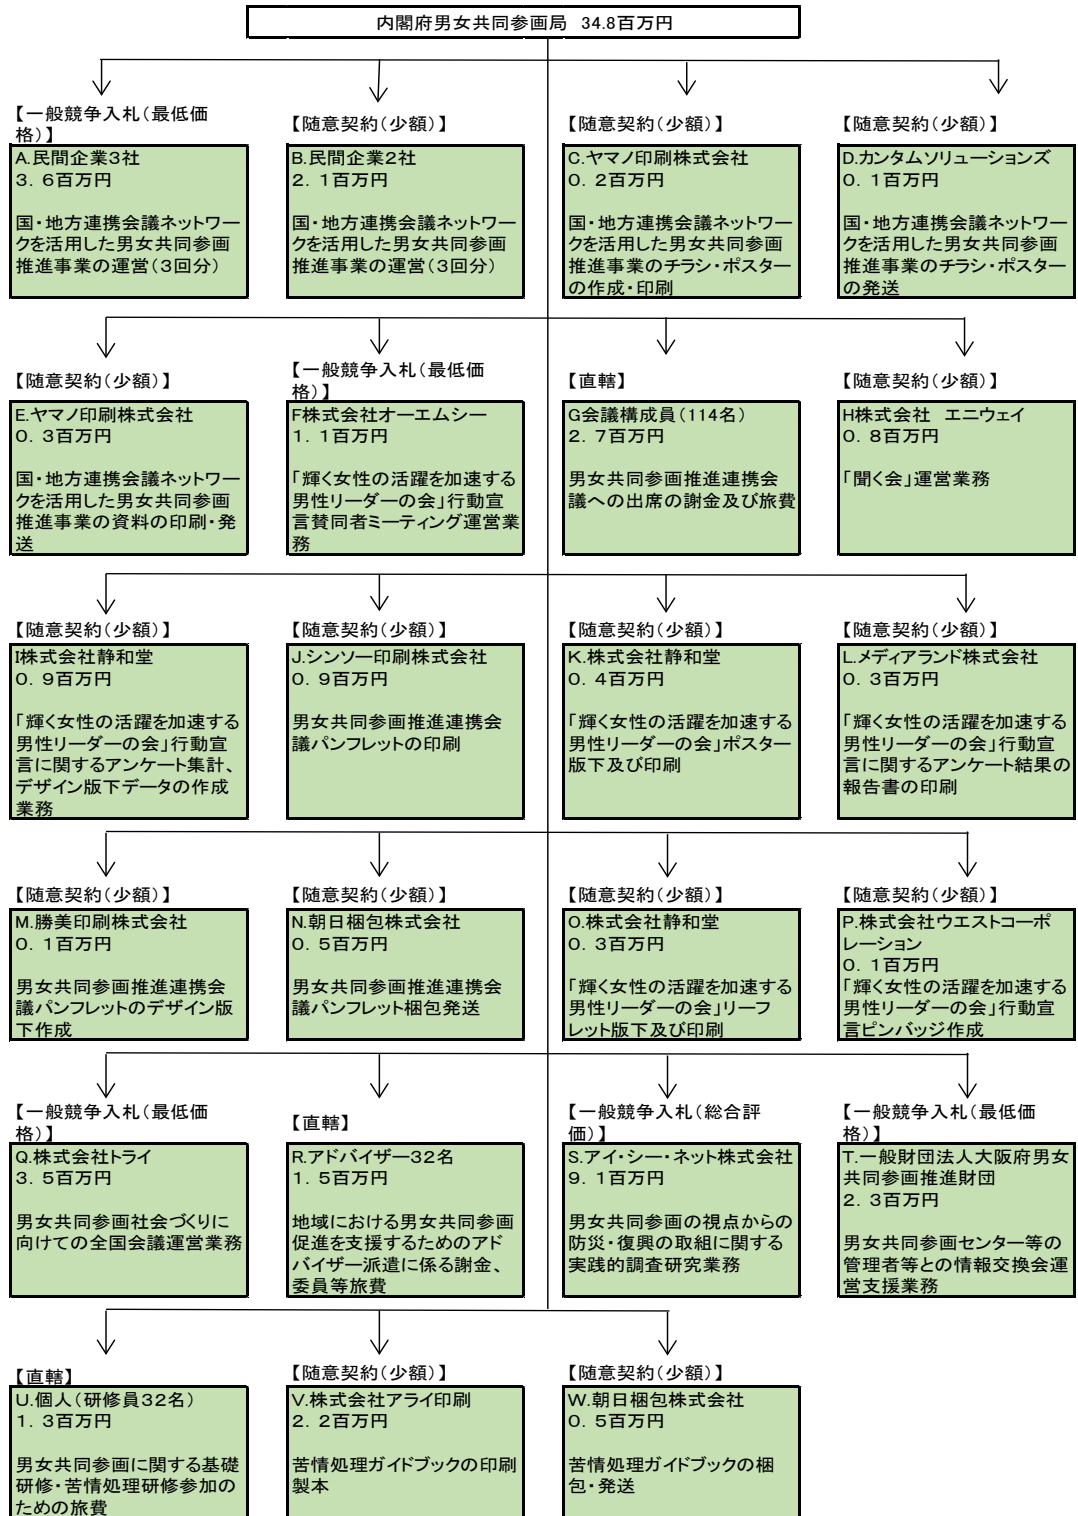 内閣府男女共同参画局 34.8百万円
【一般競争入札（最低価
格）】
A.民間企業3社
3．6百万円
国・地方連携会議ネットワー
クを活用した男女共同参画
推進事業の運営（3回分）
【随意契約（少額）】
B.民間企業2社
2．1百万円
国・地方連携会議ネットワー
クを活用した男女共同参画
推進事業の運営（3回分）
【随意契約（少額）】
C.ヤマノ印刷株式会社
0．2百万円
国・地方連携会議ネットワー
クを活用した男女共同参画
推進事業のチラシ・ポスター
の作成・印刷
【随意契約（少額）】
D.カンタムソリューションズ
0．1百万円
国・地方連携会議ネットワー
クを活用した男女共同参画
推進事業のチラシ・ポスター
の発送
【随意契約（少額）】
E.ヤマノ印刷株式会社
0．3百万円
国・地方連携会議ネットワー
クを活用した男女共同参画
推進事業の資料の印刷・発
送
【一般競争入札（最低価
格）】
F株式会社オーエムシー
1．1百万円
「輝く女性の活躍を加速する
男性リーダーの会」行動宣
言賛同者ミーティング運営業
務
【直轄】
G会議構成員（114名）
2．7百万円
男女共同参画推進連携会
議への出席の謝金及び旅費
【随意契約（少額）】
H株式会社　エニウェイ
0．8百万円
「聞く会」運営業務
【随意契約（少額）】
I株式会社静和堂
0．9百万円
「輝く女性の活躍を加速する
男性リーダーの会」行動宣
言に関するアンケート集計、
デザイン版下データの作成
業務
【随意契約（少額）】
J.シンソー印刷株式会社
0．9百万円
男女共同参画推進連携会
議パンフレットの印刷
【随意契約（少額）】
K.株式会社静和堂
0．4百万円
「輝く女性の活躍を加速する
男性リーダーの会」ポスター
版下及び印刷
【随意契約（少額）】
L.メディアランド株式会社
0．3百万円
「輝く女性の活躍を加速する
男性リーダーの会」行動宣
言に関するアンケート結果の
報告書の印刷
【随意契約（少額）】
M.勝美印刷株式会社
0．1百万円
男女共同参画推進連携会
議パンフレットのデザイン版
下作成
【随意契約（少額）】
N.朝日梱包株式会社
0．5百万円
男女共同参画推進連携会
議パンフレット梱包発送
【随意契約（少額）】
O.株式会社静和堂
0．3百万円
「輝く女性の活躍を加速する
男性リーダーの会」リーフ
レット版下及び印刷
【随意契約（少額）】
P.株式会社ウエストコーポ
レーション
0．1百万円
「輝く女性の活躍を加速する
男性リーダーの会」行動宣
言ピンバッジ作成
【一般競争入札（最低価
格）】
Q.株式会社トライ
3．5百万円
男女共同参画社会づくりに
向けての全国会議運営業務
【直轄】
R.アドバイザー32名
1．5百万円
地域における男女共同参画
促進を支援するためのアド
バイザー派遣に係る謝金、
委員等旅費
【一般競争入札（総合評
価）】
S.アイ・シー・ネット株式会社
9．1百万円
男女共同参画の視点からの
防災・復興の取組に関する
実践的調査研究業務
【一般競争入札（最低価
格）】
T.一般財団法人大阪府男女
共同参画推進財団
2．3百万円
男女共同参画センター等の
管理者等との情報交換会運
営支援業務
【直轄】
U.個人（研修員32名）
1．3百万円
男女共同参画に関する基礎
研修・苦情処理研修参加の
ための旅費
【随意契約（少額）】
V.株式会社アライ印刷
2．2百万円
苦情処理ガイドブックの印刷
製本
【随意契約（少額）】
W.朝日梱包株式会社
0．5百万円
苦情処理ガイドブックの梱
包・発送